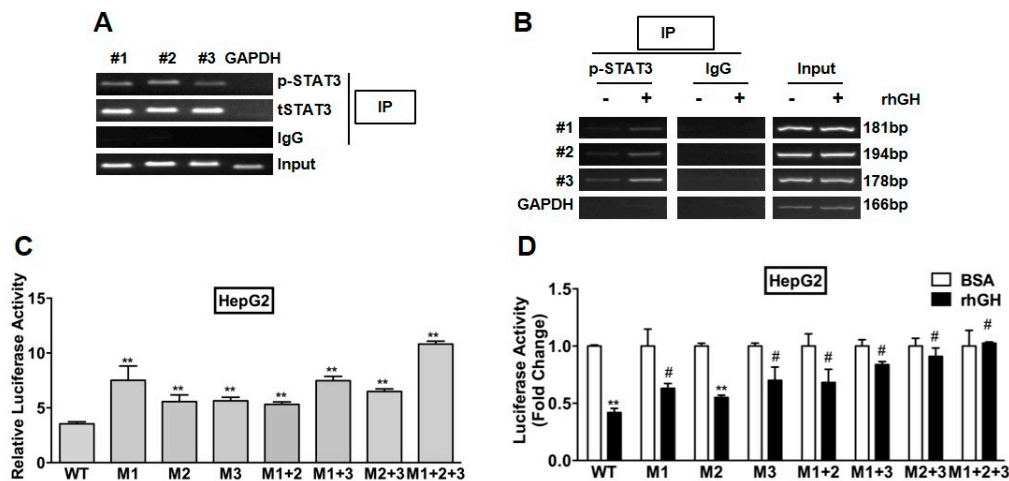 A
#1 #2 #3 GAPDH
p-STAT3
tSTAT3
IgG
Input
IP
B
IP
p-STAT3 IgG Input
- + - + - + rhGH
#1 181bp
#2 194bp
#3 178bp
GAPDH 166bp
C
HepG2
Relative Luciferase Activity
15
10
5
0
** ** ** ** ** ** **
WT M1 M2 M3 M1+2 M1+3 M2+3 M1+2+3
D
HepG2
BSA
rhGH
Luciferase Activity
(Fold Change)
1.5
1.0
0.5
0.0
** # ** # # # # #
WT M1 M2 M3 M1+2 M1+3 M2+3 M1+2+3